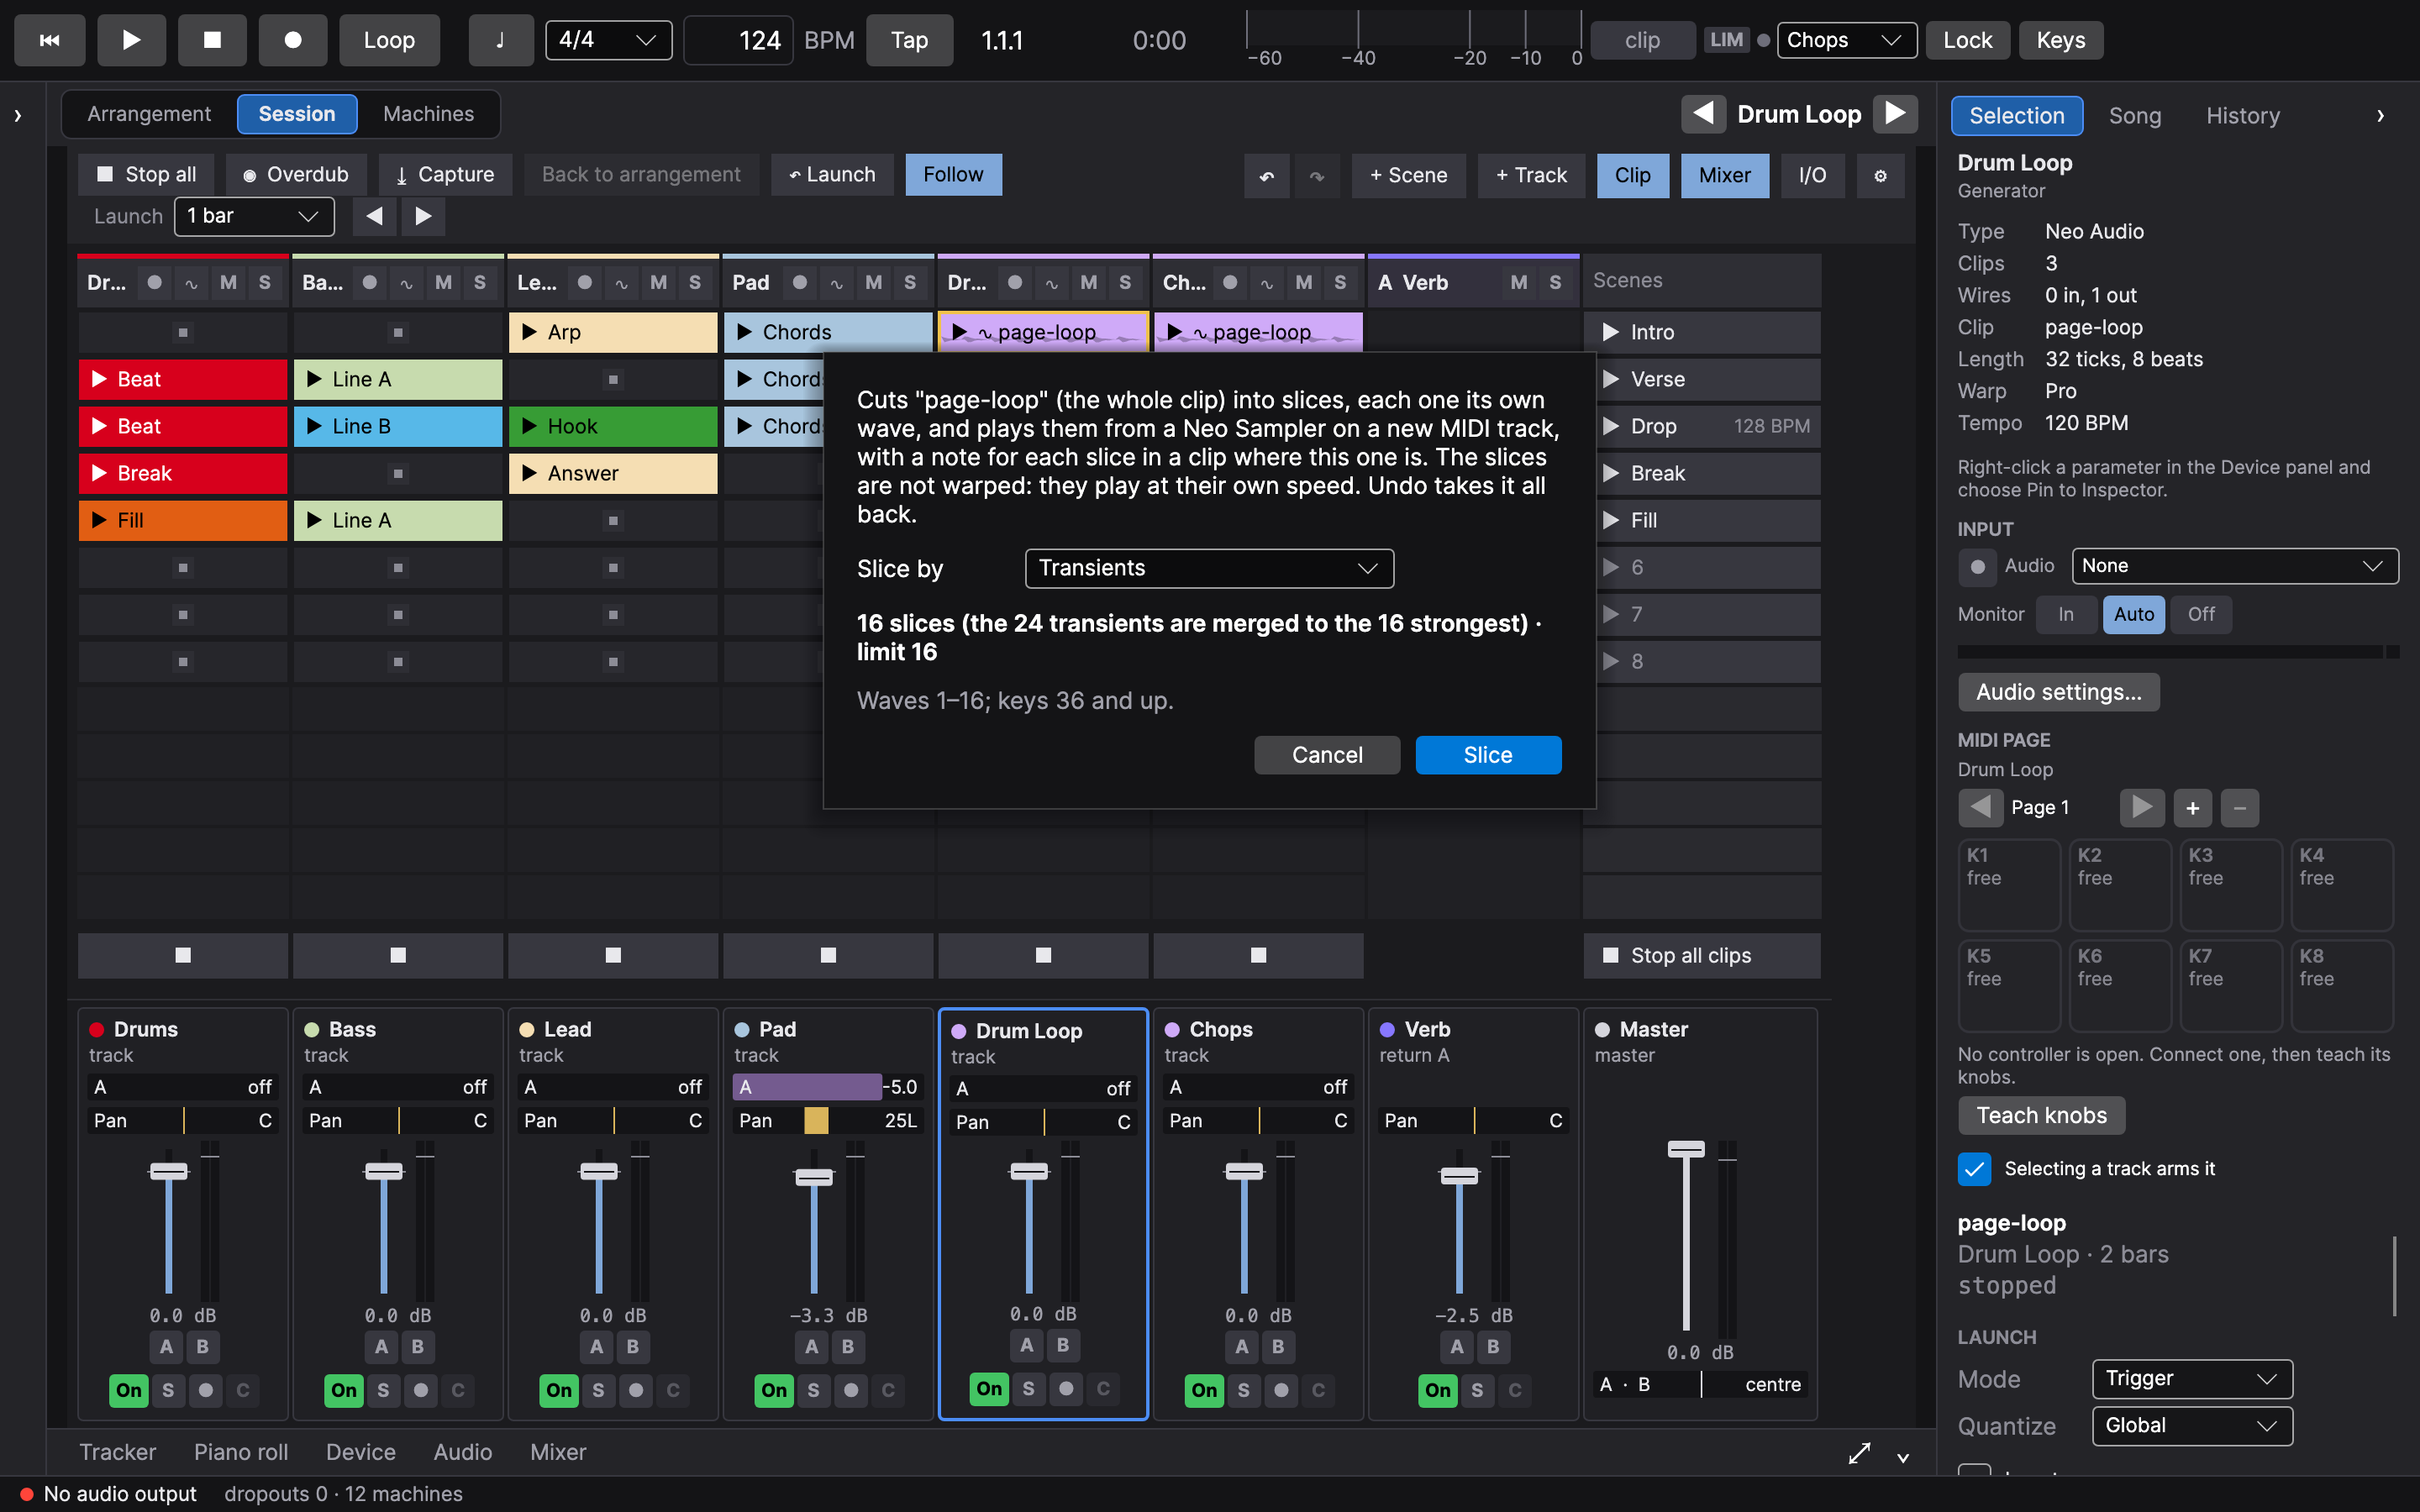 Loop
4/4
124 BPM
Tap
1.1.1
0:00
−60 −40 −20 −10 0
clip
LIM
Chops
Lock
Keys
Arrangement Session Machines
Drum Loop
Selection Song History
Stop all
Overdub
Capture
Back to arrangement
Launch
Follow
+ Scene
+ Track
Clip
Mixer
I/O
Launch 1 bar
Dr... M S
Ba... M S
Le... M S
Pad M S
Dr... M S
Ch... M S
A Verb M S
Scenes
Arp Chords page-loop page-loop Intro
Beat Line A Chord Verse
Beat Line B Hook Chord Drop 128 BPM
Break Answer Break
Fill Line A Fill
6
7
8
Cuts "page-loop" (the whole clip) into slices, each one its own
wave, and plays them from a Neo Sampler on a new MIDI track,
with a note for each slice in a clip where this one is. The slices
are not warped: they play at their own speed. Undo takes it all
back.
Slice by Transients
16 slices (the 24 transients are merged to the 16 strongest) ·
limit 16
Waves 1–16; keys 36 and up.
Cancel Slice
Stop all clips
Drums
track
A off
Pan C
0.0 dB
A B
On S C
Bass
track
A off
Pan C
0.0 dB
A B
On S C
Lead
track
A off
Pan C
0.0 dB
A B
On S C
Pad
track
A -5.0
Pan 25L
−3.3 dB
A B
On S C
Drum Loop
track
A off
Pan C
0.0 dB
A B
On S C
Chops
track
A off
Pan C
0.0 dB
A B
On S C
Verb
return A
Pan C
−2.5 dB
A B
On S C
Master
master
0.0 dB
A · B centre
Drum Loop
Generator
Type Neo Audio
Clips 3
Wires 0 in, 1 out
Clip page-loop
Length 32 ticks, 8 beats
Warp Pro
Tempo 120 BPM
Right-click a parameter in the Device panel and
choose Pin to Inspector.
INPUT
Audio None
Monitor In Auto Off
Audio settings...
MIDI PAGE
Drum Loop
Page 1 + −
K1 K2 K3 K4
free free free free
K5 K6 K7 K8
free free free free
No controller is open. Connect one, then teach its
knobs.
Teach knobs
Selecting a track arms it
page-loop
Drum Loop · 2 bars
stopped
LAUNCH
Mode Trigger
Quantize Global
Tracker Piano roll Device Audio Mixer
No audio output dropouts 0 · 12 machines